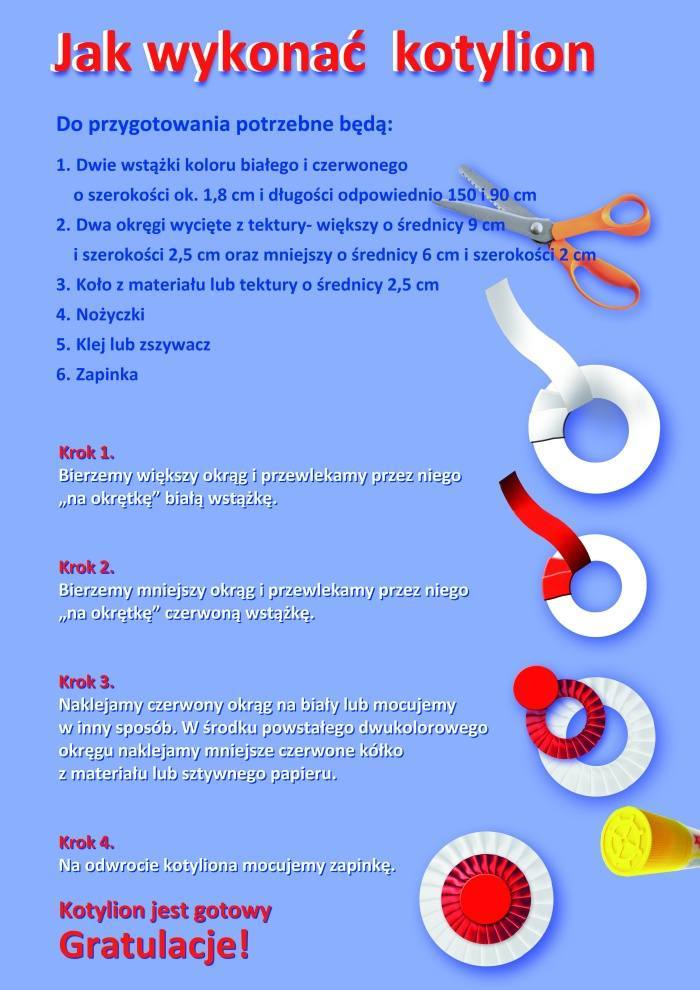 Jak wykonać kotylion
Do przygotowania potrzebne będą:
1. Dwie wstążki koloru białego i czerwonego
o szerokości ok. 1,8 cm i długości odpowiednio 150 i 90 cm
2. Dwa okręgi wycięte z tektury- większy o średnicy 9 cm
i szerokości 2,5 cm oraz mniejszy o średnicy 6 cm i szerokości 2 cm
3. Koło z materiału lub tektury o średnicy 2,5 cm
4. Nożyczki
5. Klej lub zszywacz
6. Zapinka
Krok 1.
Bierzemy większy okrąg i przewlekamy przez niego
„na okrętkę” białą wstążkę.
Krok 2.
Bierzemy mniejszy okrąg i przewlekamy przez niego
„na okrętkę” czerwoną wstążkę.
Krok 3.
Naklejamy czerwony okrąg na biały lub mocujemy
w inny sposób. W środku powstałego dwukolorowego
okręgu naklejamy mniejsze czerwone kółko
z materiału lub sztywnego papieru.
Krok 4.
Na odwrocie kotyliona mocujemy zapinkę.
Kotylion jest gotowy
Gratulacje!